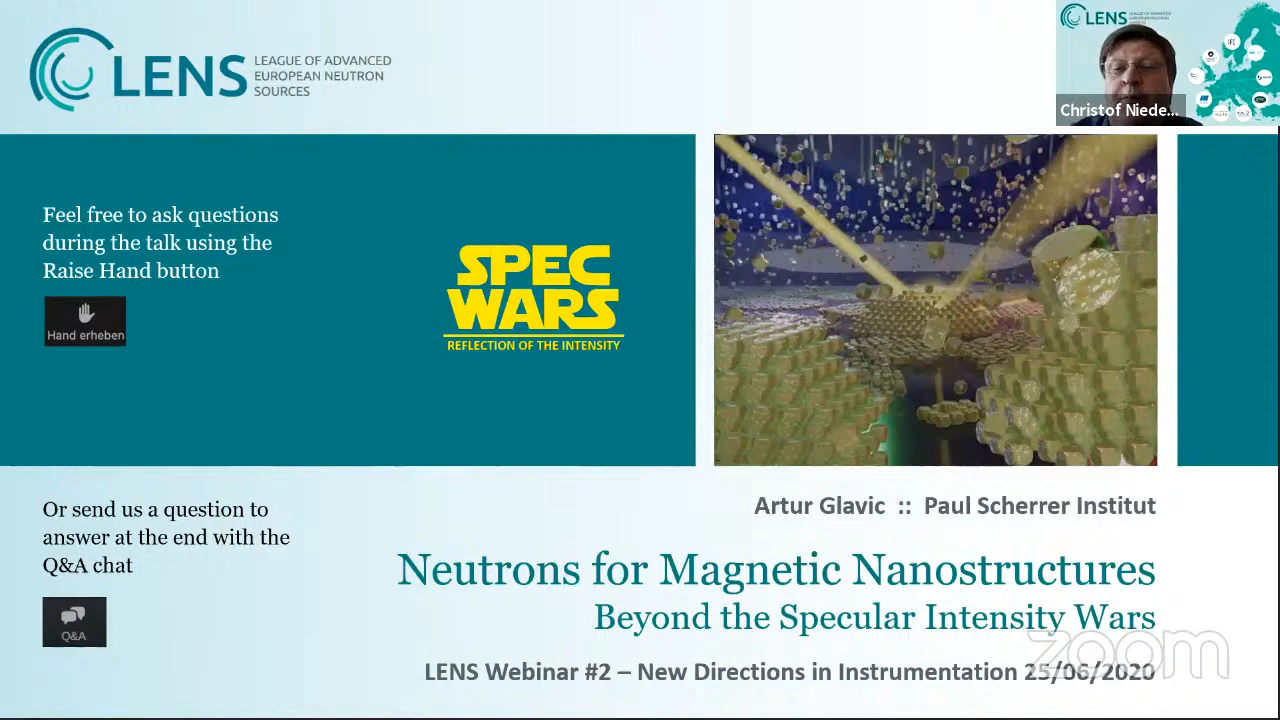 LENS
LEAGUE OF ADVANCED
EUROPEAN NEUTRON
SOURCES
LENS
Christof Niede...
Feel free to ask questions
during the talk using the
Raise Hand button
Hand erheben
SPEC
WARS
REFLECTION OF THE INTENSITY
Or send us a question to
answer at the end with the
Q&A chat
Q&A
Artur Glavic :: Paul Scherrer Institut
Neutrons for Magnetic Nanostructures
Beyond the Specular Intensity Wars
LENS Webinar #2 – New Directions in Instrumentation 25/06/2020
zoom